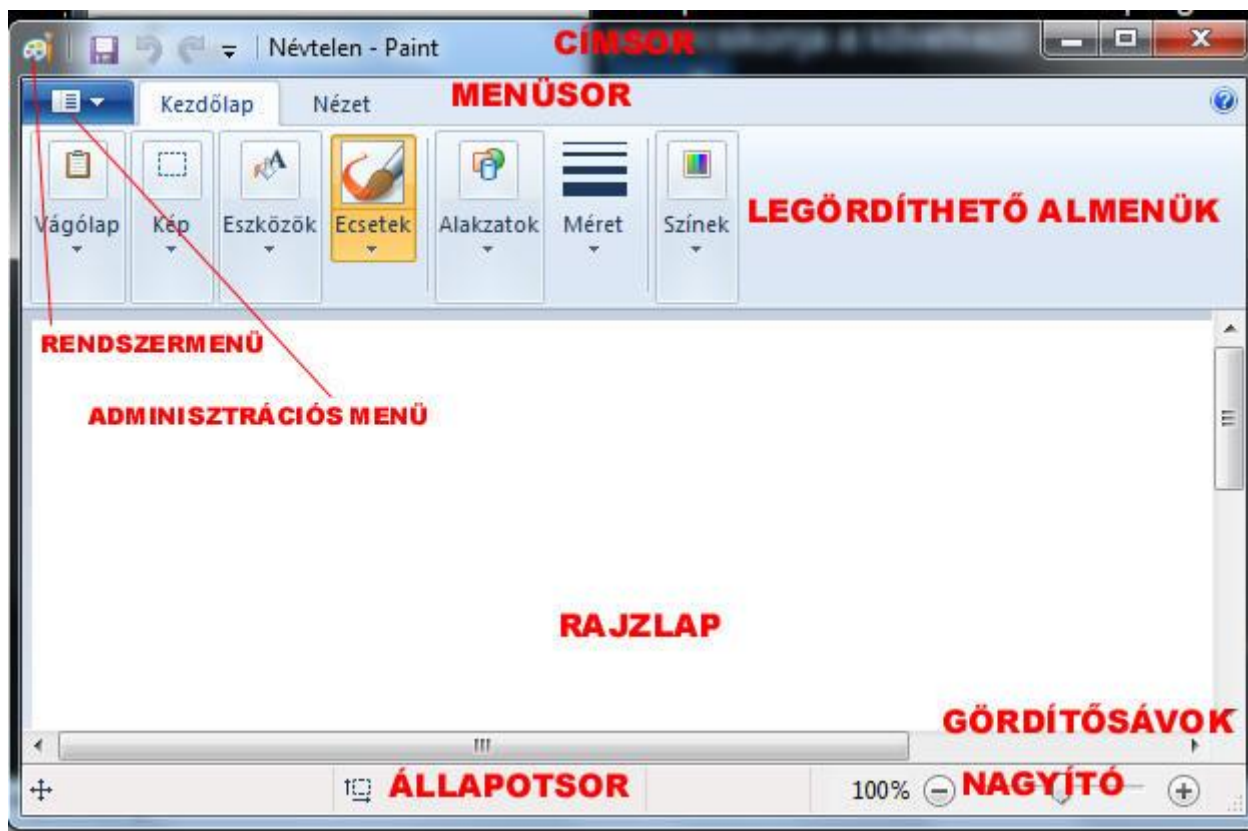 Névtelen - Paint CÍMSOR
Kezdőlap Nézet MENÜSOR
Vágólap Kép Eszközök Ecsetek Alakzatok Méret Színek LEGÖRDÍTHETŐ ALMENÜK
RENDSZERMENÜ
ADMINISZTRÁCIÓS MENÜ
RAJZLAP
GÖRDÍTŐSÁVOK
ÁLLAPOTSOR 100% NAGYÍTÓ